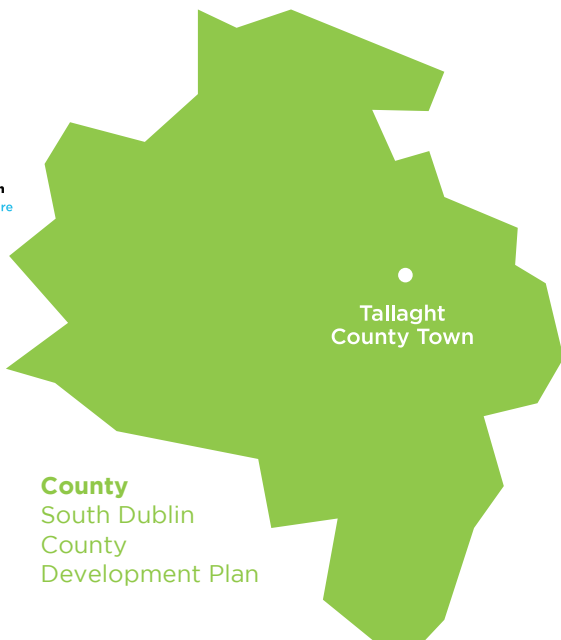 Tallaght
County Town
County
South Dublin
County
Development Plan